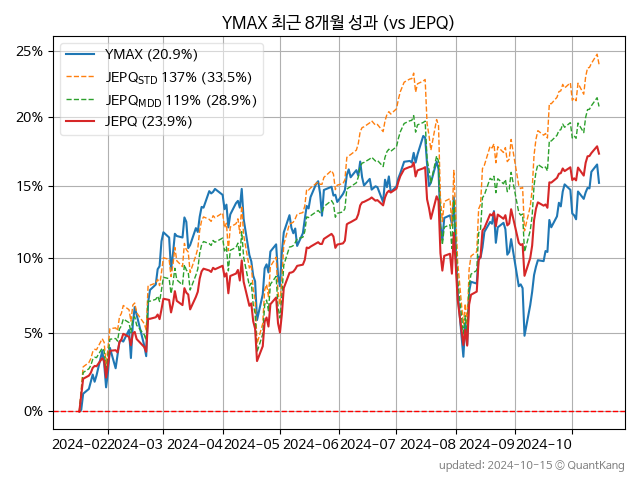 YMAX 최근 8개월 성과 (vs JEPQ)
YMAX (20.9%)
JEPQSTD 137% (33.5%)
JEPQMDD 119% (28.9%)
JEPQ (23.9%)
25%
20%
15%
10%
5%
0%
2024-02 2024-03 2024-04 2024-05 2024-06 2024-07 2024-08 2024-09 2024-10
updated: 2024-10-15 © QuantKang